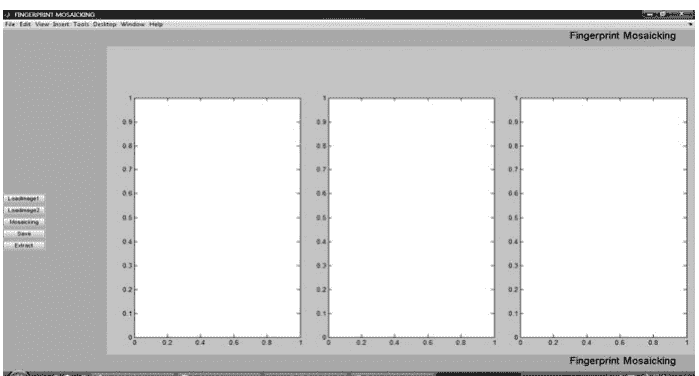 FINGERPRINT MOSAICKING
File Edit View Insert Tools Desktop Window Help
Fingerprint Mosaicking
1 1 1
0.9 0.9 0.9
0.8 0.8 0.8
0.7 0.7 0.7
0.6 0.6 0.6
LoadImage1
0.5 0.5 0.5
LoadImage2
Mosaicking
Save
0.4 0.4 0.4
Extract
0.3 0.3 0.3
0.2 0.2 0.2
0.1 0.1 0.1
0 0 0
0 0.2 0.4 0.6 0.8 1 0 0.2 0.4 0.6 0.8 1 0 0.2 0.4 0.6 0.8 1
Fingerprint Mosaicking